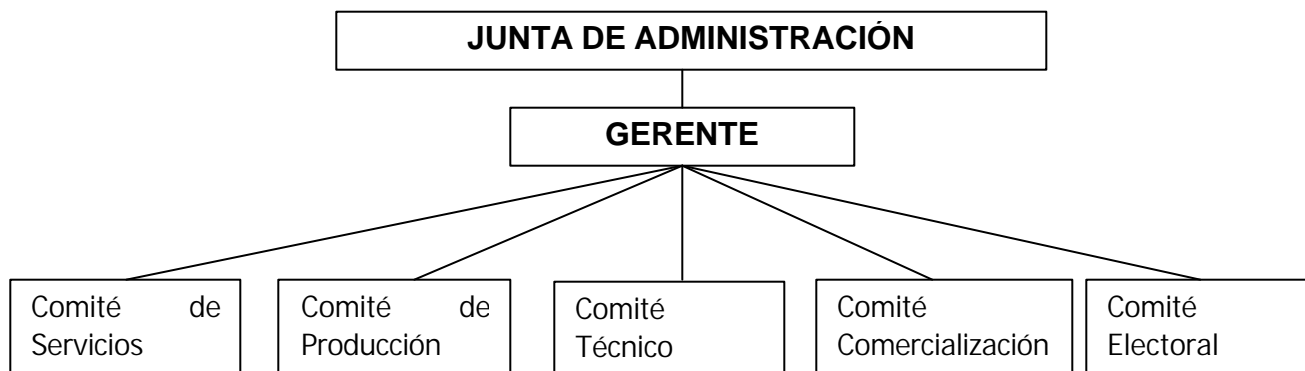 JUNTA DE ADMINISTRACIÓN
GERENTE
Comité de
Servicios
Comité de
Producción
Comité
Técnico
Comité
Comercialización
Comité
Electoral